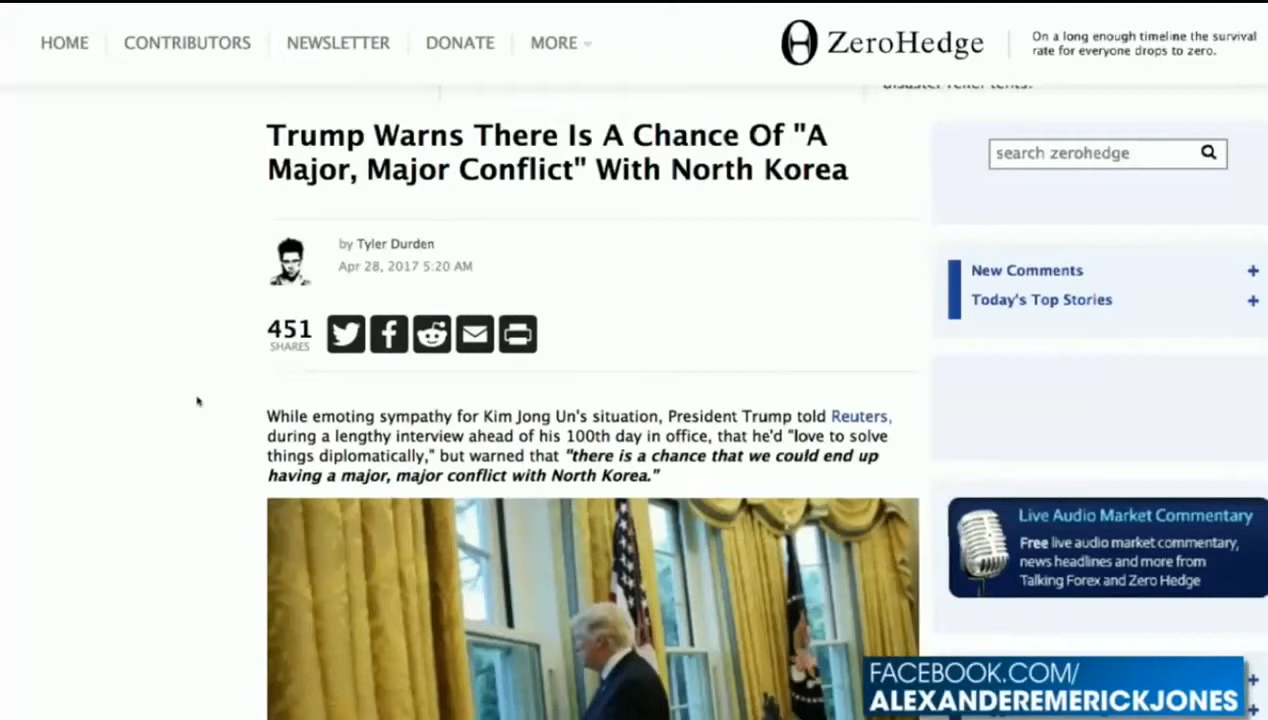 HOME
CONTRIBUTORS
NEWSLETTER
DONATE
MORE
ZeroHedge
On a long enough timeline the survival
rate for everyone drops to zero.
disaster relief tents.
Trump Warns There Is A Chance Of "A
Major, Major Conflict" With North Korea
search zerohedge
by Tyler Durden
Apr 28, 2017 5:20 AM
New Comments
Today's Top Stories
451
SHARES
While emoting sympathy for Kim Jong Un's situation, President Trump told Reuters,
during a lengthy interview ahead of his 100th day in office, that he'd "love to solve
things diplomatically," but warned that "there is a chance that we could end up
having a major, major conflict with North Korea."
Live Audio Market Commentary
Free live audio market commentary,
news headlines and more from
Talking Forex and Zero Hedge
FACEBOOK.COM/
ALEXANDEREMERICKJONES